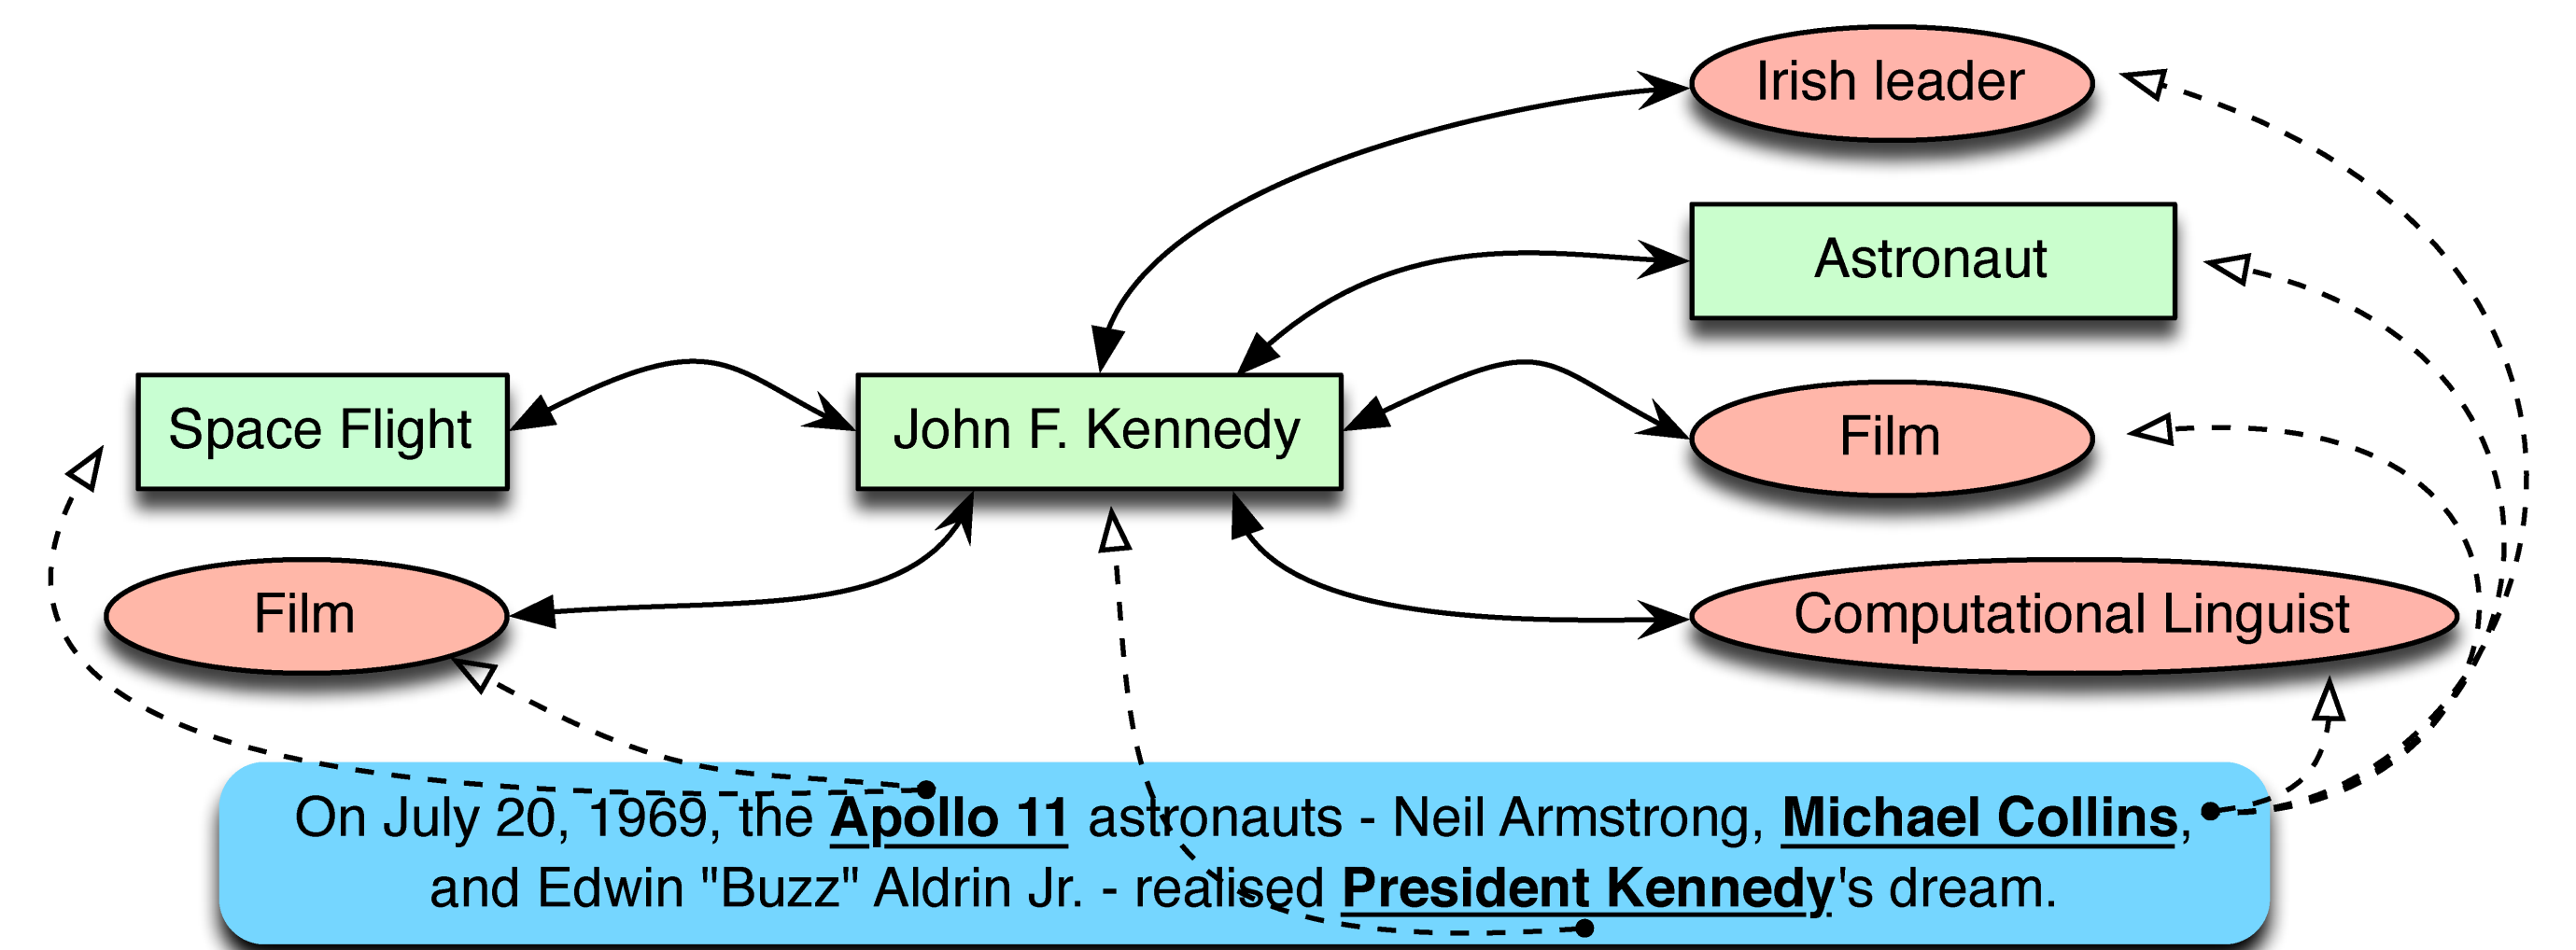 Irish leader
Astronaut
Space Flight
John F. Kennedy
Film
Film
Computational Linguist
On July 20, 1969, the Apollo 11 astronauts - Neil Armstrong, Michael Collins,
and Edwin "Buzz" Aldrin Jr. - realised President Kennedy's dream.